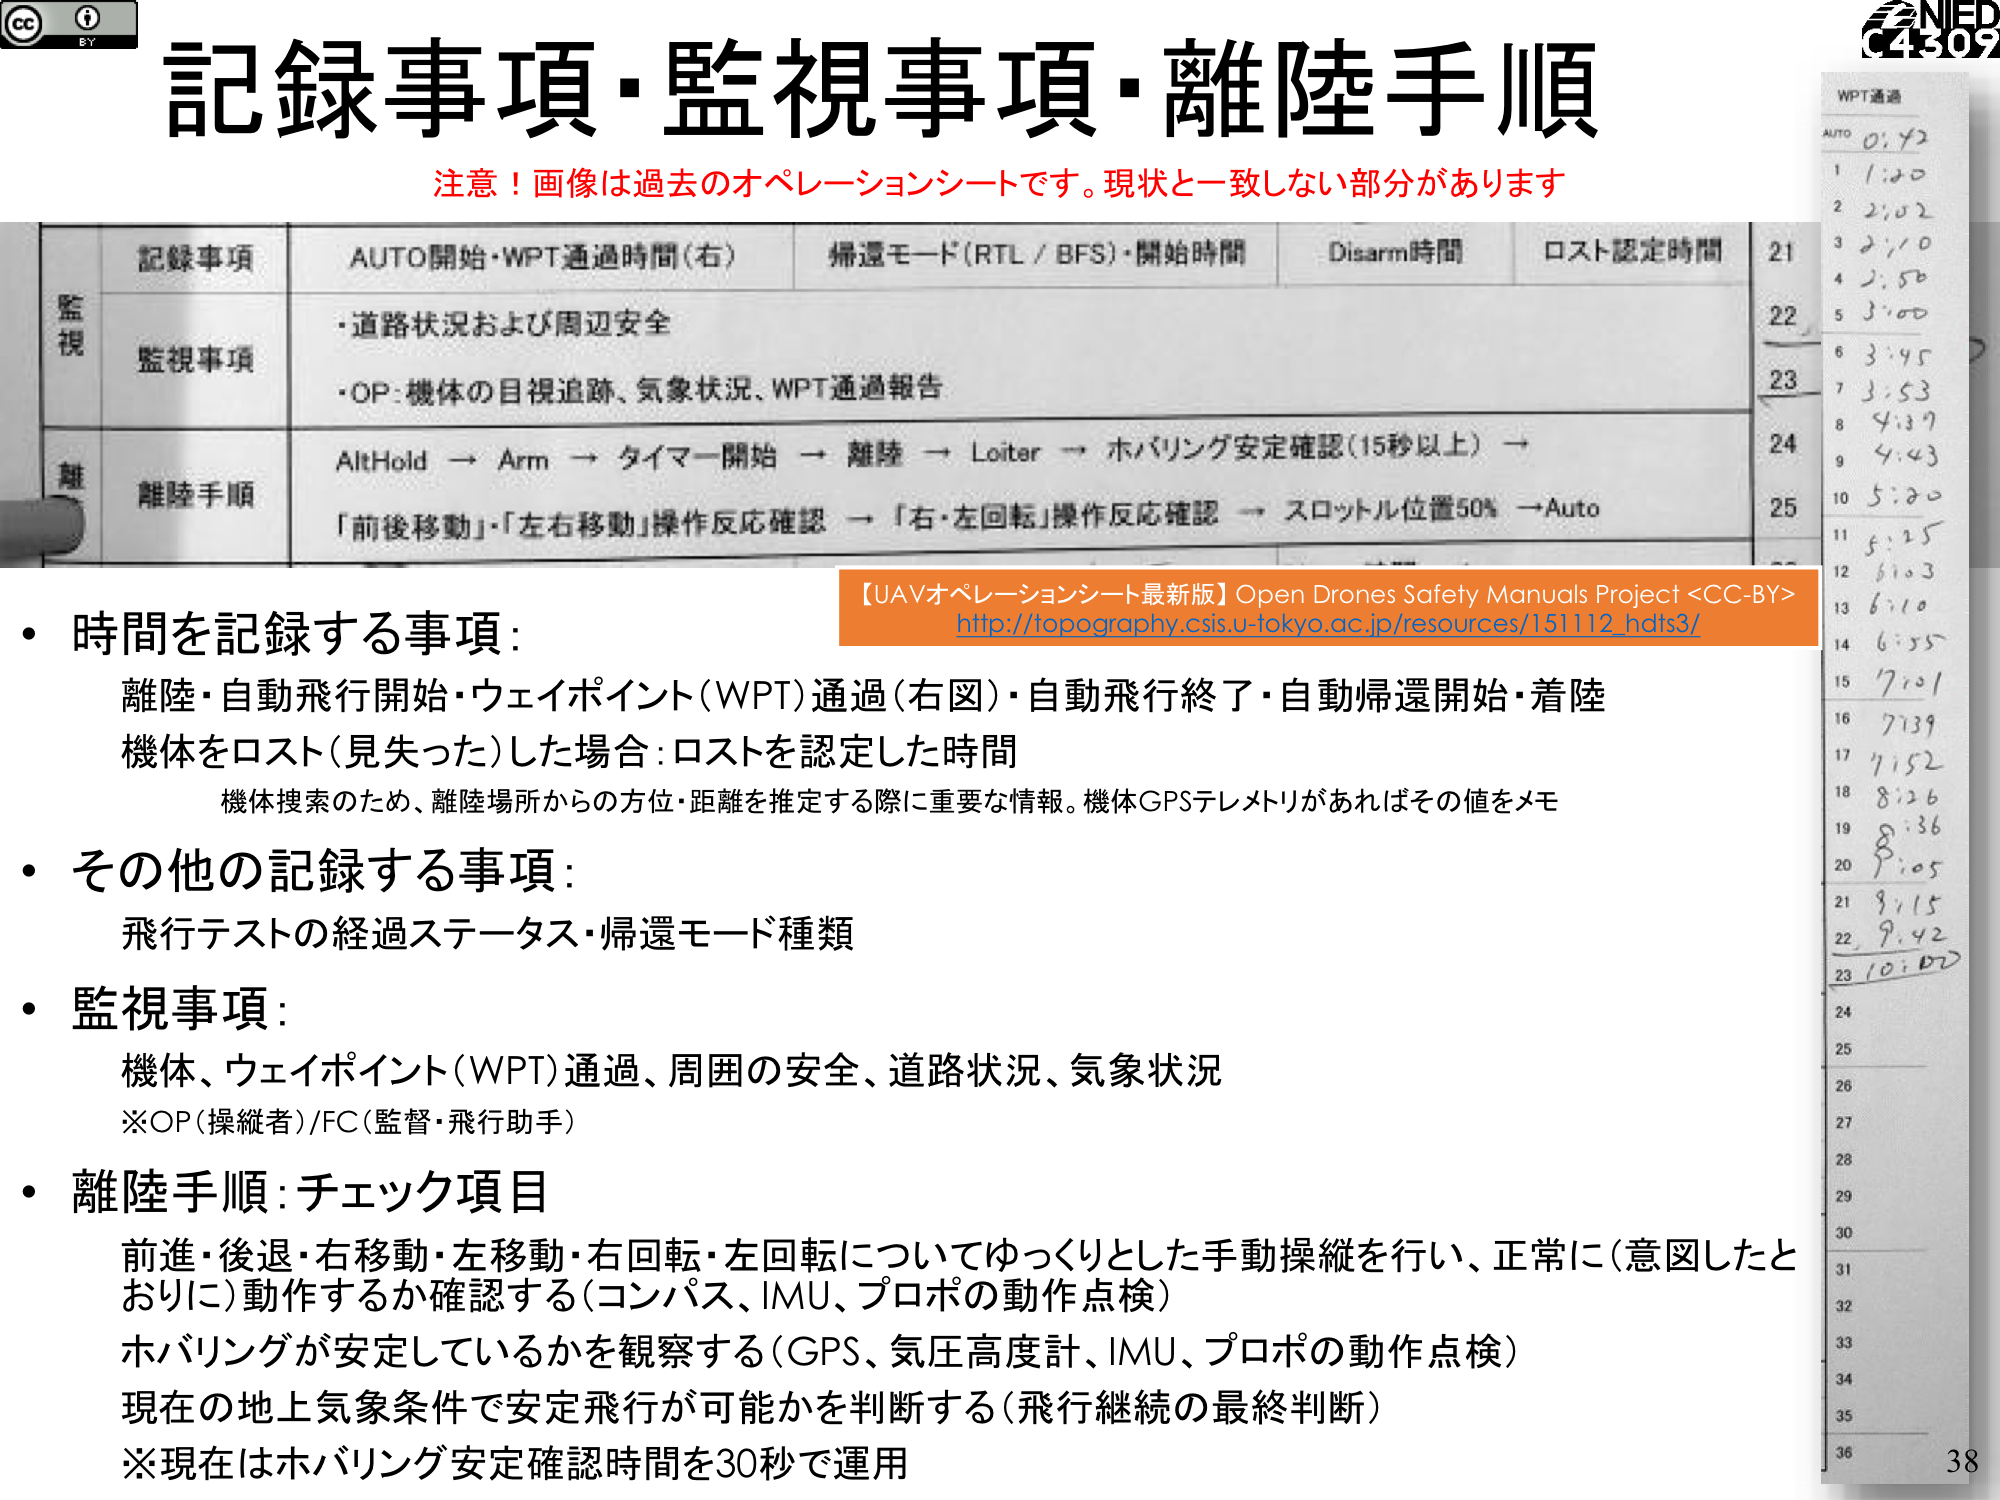 cc BY
NIED
C4309
記録事項・監視事項・離陸手順
注意！画像は過去のオペレーションシートです。現状と一致しない部分があります
監視
記録事項 AUTO開始・WPT通過時間(右) 帰還モード(RTL / BFS)・開始時間 Disarm時間 ロスト認定時間 21
監視事項 ・道路状況および周辺安全 22
・OP:機体の目視追跡、気象状況、WPT通過報告 23
離
離陸手順 AltHold → Arm → タイマー開始 → 離陸 → Loiter → ホバリング安定確認(15秒以上) → 24
「前後移動」・「左右移動」操作反応確認 → 「右・左回転」操作反応確認 → スロットル位置50% →Auto 25
【UAVオペレーションシート最新版】Open Drones Safety Manuals Project <CC-BY>
http://topography.csis.u-tokyo.ac.jp/resources/151112_hdts3/
• 時間を記録する事項:
離陸・自動飛行開始・ウェイポイント(WPT)通過(右図)・自動飛行終了・自動帰還開始・着陸
機体をロスト(見失った)した場合:ロストを認定した時間
機体捜索のため、離陸場所からの方位・距離を推定する際に重要な情報。機体GPSテレメトリがあればその値をメモ
• その他の記録する事項:
飛行テストの経過ステータス・帰還モード種類
• 監視事項:
機体、ウェイポイント(WPT)通過、周囲の安全、道路状況、気象状況
※OP(操縦者)/FC(監督・飛行助手)
• 離陸手順:チェック項目
前進・後退・右移動・左移動・右回転・左回転についてゆっくりとした手動操縦を行い、正常に(意図したと
おりに)動作するか確認する(コンパス、IMU、プロポの動作点検)
ホバリングが安定しているかを観察する(GPS、気圧高度計、IMU、プロポの動作点検)
現在の地上気象条件で安定飛行が可能かを判断する(飛行継続の最終判断)
※現在はホバリング安定確認時間を30秒で運用
WPT通過
AUTO 0:42
1 1:20
2 2:02
3 2:10
4 2:50
5 3:00
6 3:45
7 3:53
8 4:37
9 4:43
10 5:20
11 5:25
12 6:03
13 6:10
14 6:55
15 7:01
16 7:39
17 7:52
18 8:26
19 8:36
20 9:05
21 9:15
22 9:42
23 10:00
24
25
26
27
28
29
30
31
32
33
34
35
36
38